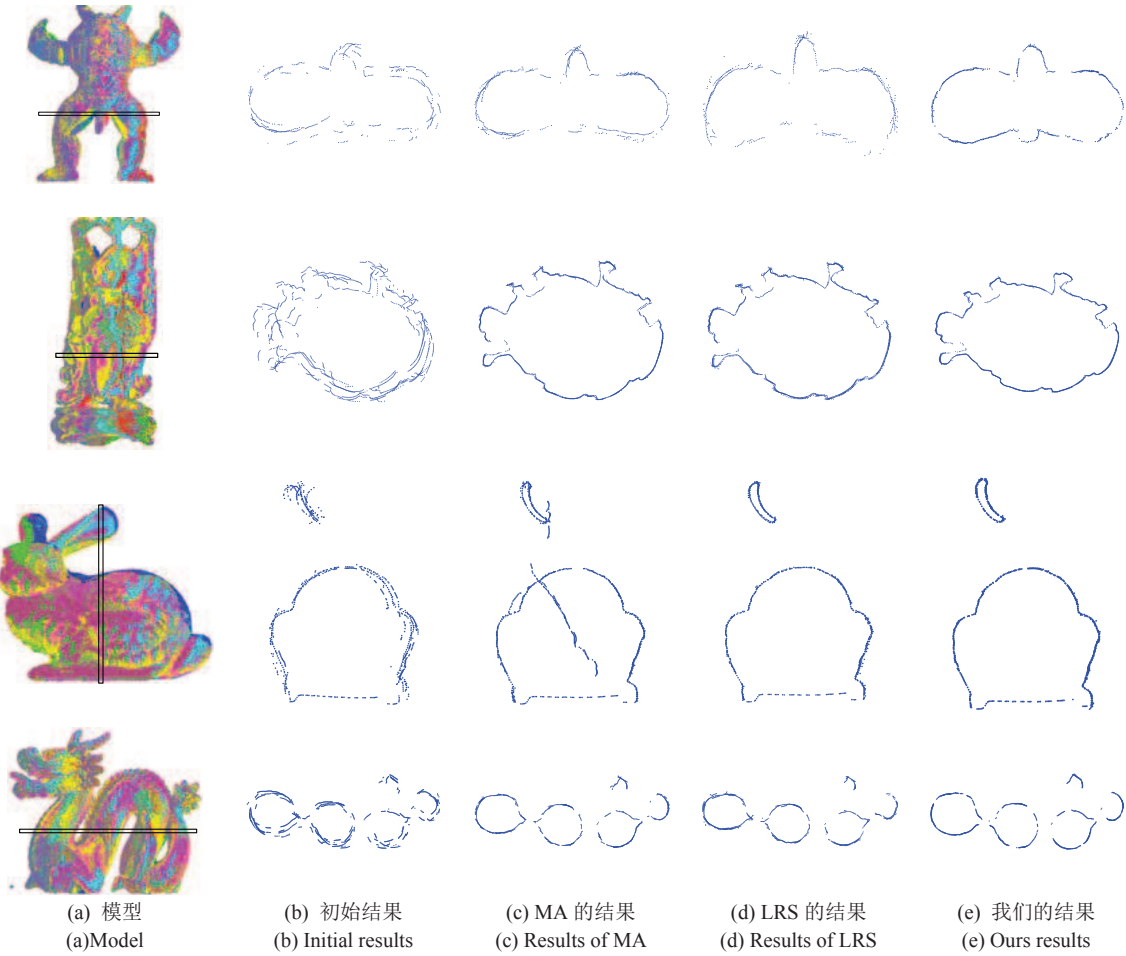 (a) 模型 (b) 初始结果 (c) MA 的结果 (d) LRS 的结果 (e) 我们的结果
(a)Model (b) Initial results (c) Results of MA (d) Results of LRS (e) Ours results